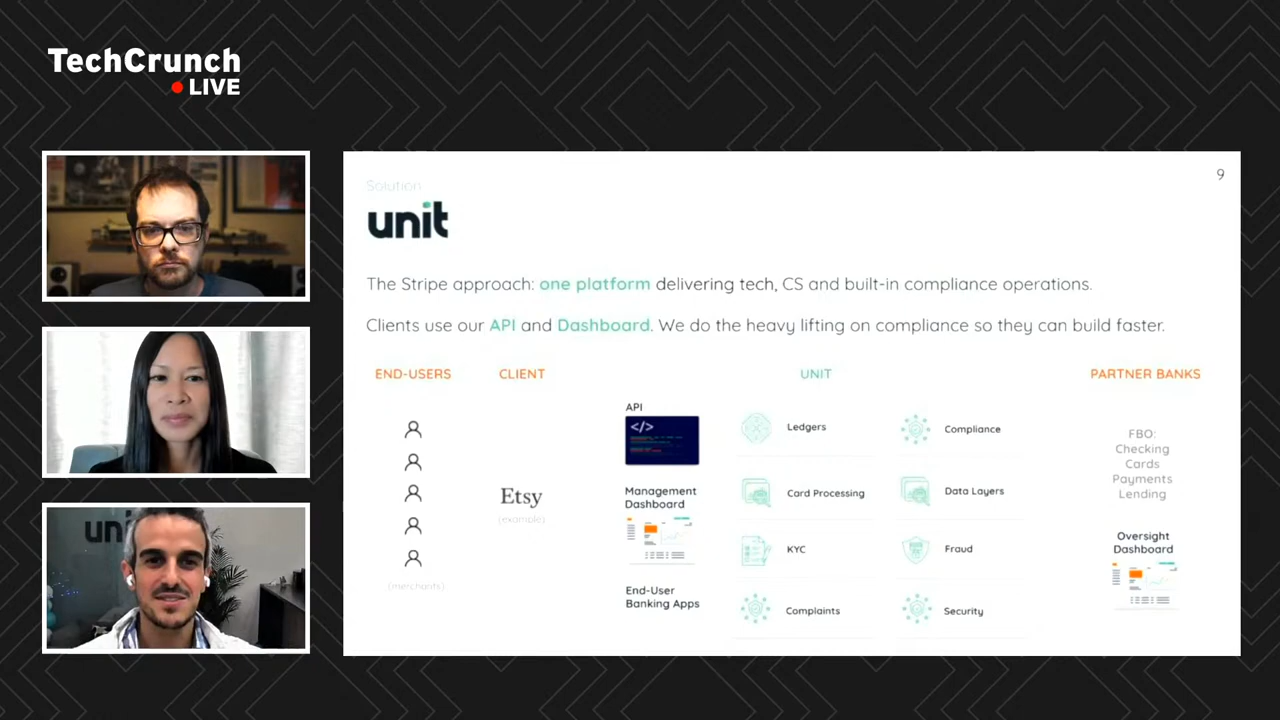 TechCrunch
LIVE
9
Solution
unit
The Stripe approach: one platform delivering tech, CS and built-in compliance operations.
Clients use our API and Dashboard. We do the heavy lifting on compliance so they can build faster.
END-USERS
CLIENT
UNIT
PARTNER BANKS
(merchants)
Etsy
(example)
API
</>
Management
Dashboard
End-User
Banking Apps
Ledgers
Compliance
Card Processing
Data Layers
KYC
Fraud
Complaints
Security
FBO:
Checking
Cards
Payments
Lending
Oversight
Dashboard
uni